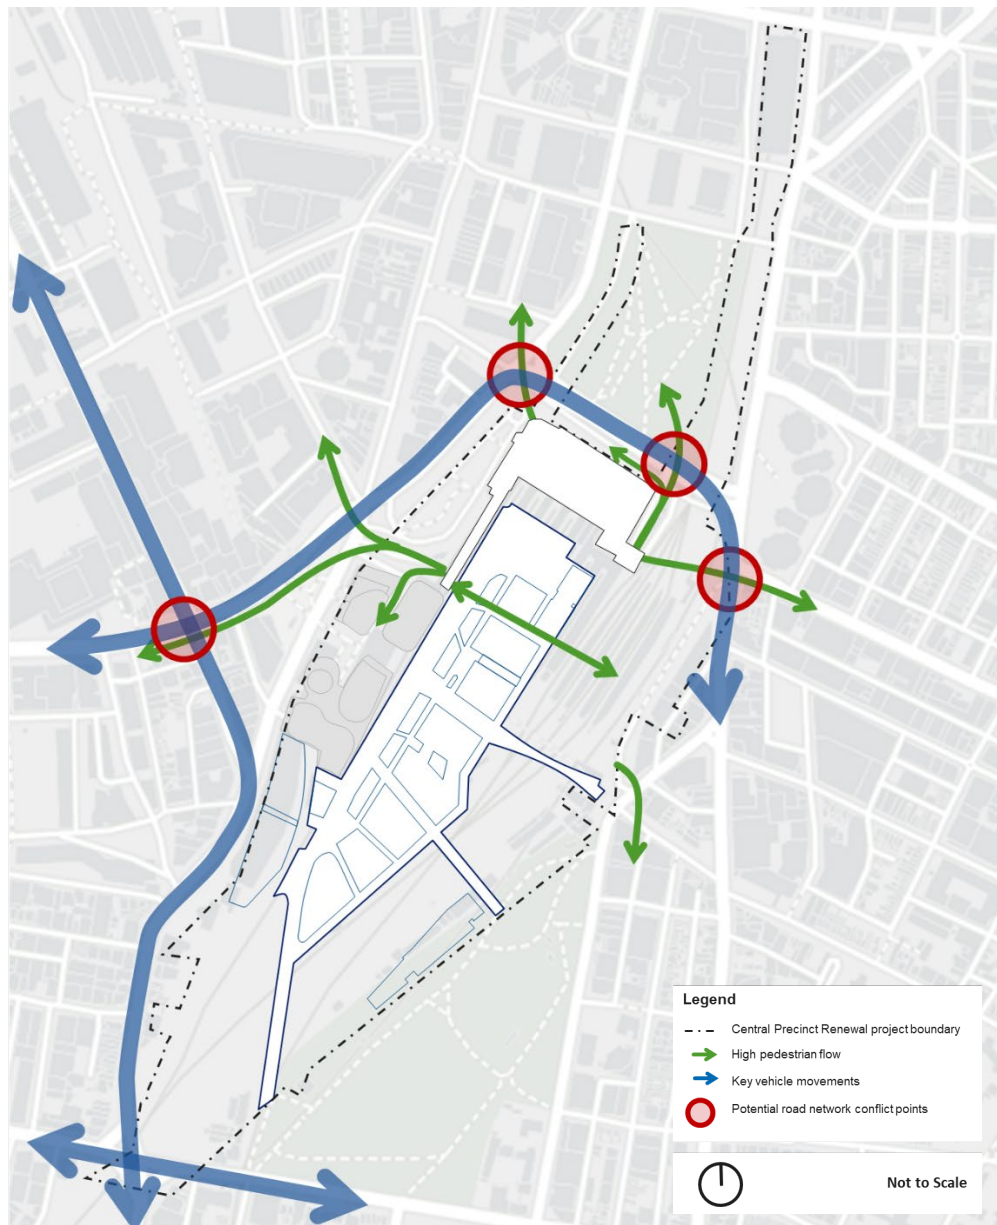 Legend
Central Precinct Renewal project boundary
High pedestrian flow
Key vehicle movements
Potential road network conflict points
Not to Scale